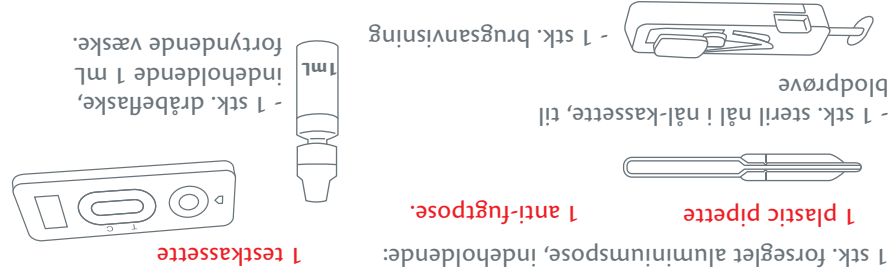 1 stk. forseglet aluminiumspose, indeholdende:
1 plastic pipette
1 anti-fugtpose.
1 testkassette
T
C
- 1 stk. steril nål i nål-kassette, til
blodprøve
- 1 stk. dråbeflaske,
indeholdende 1 mL
fortyndende væske.
1mL
- 1 stk. brugsanvisning